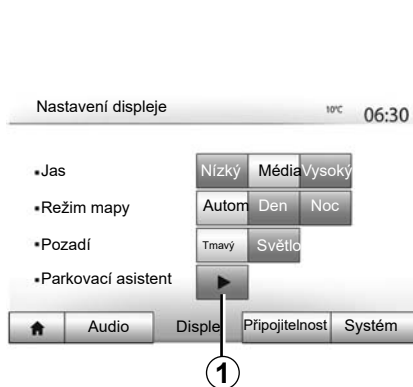 Nastavení displeje 10°C 06:30
▪Jas Nízký Média Vysoký
▪Režim mapy Autom Den Noc
▪Pozadí Tmavý Světlo
▪Parkovací asistent
Audio Disple Připojitelnost Systém
1